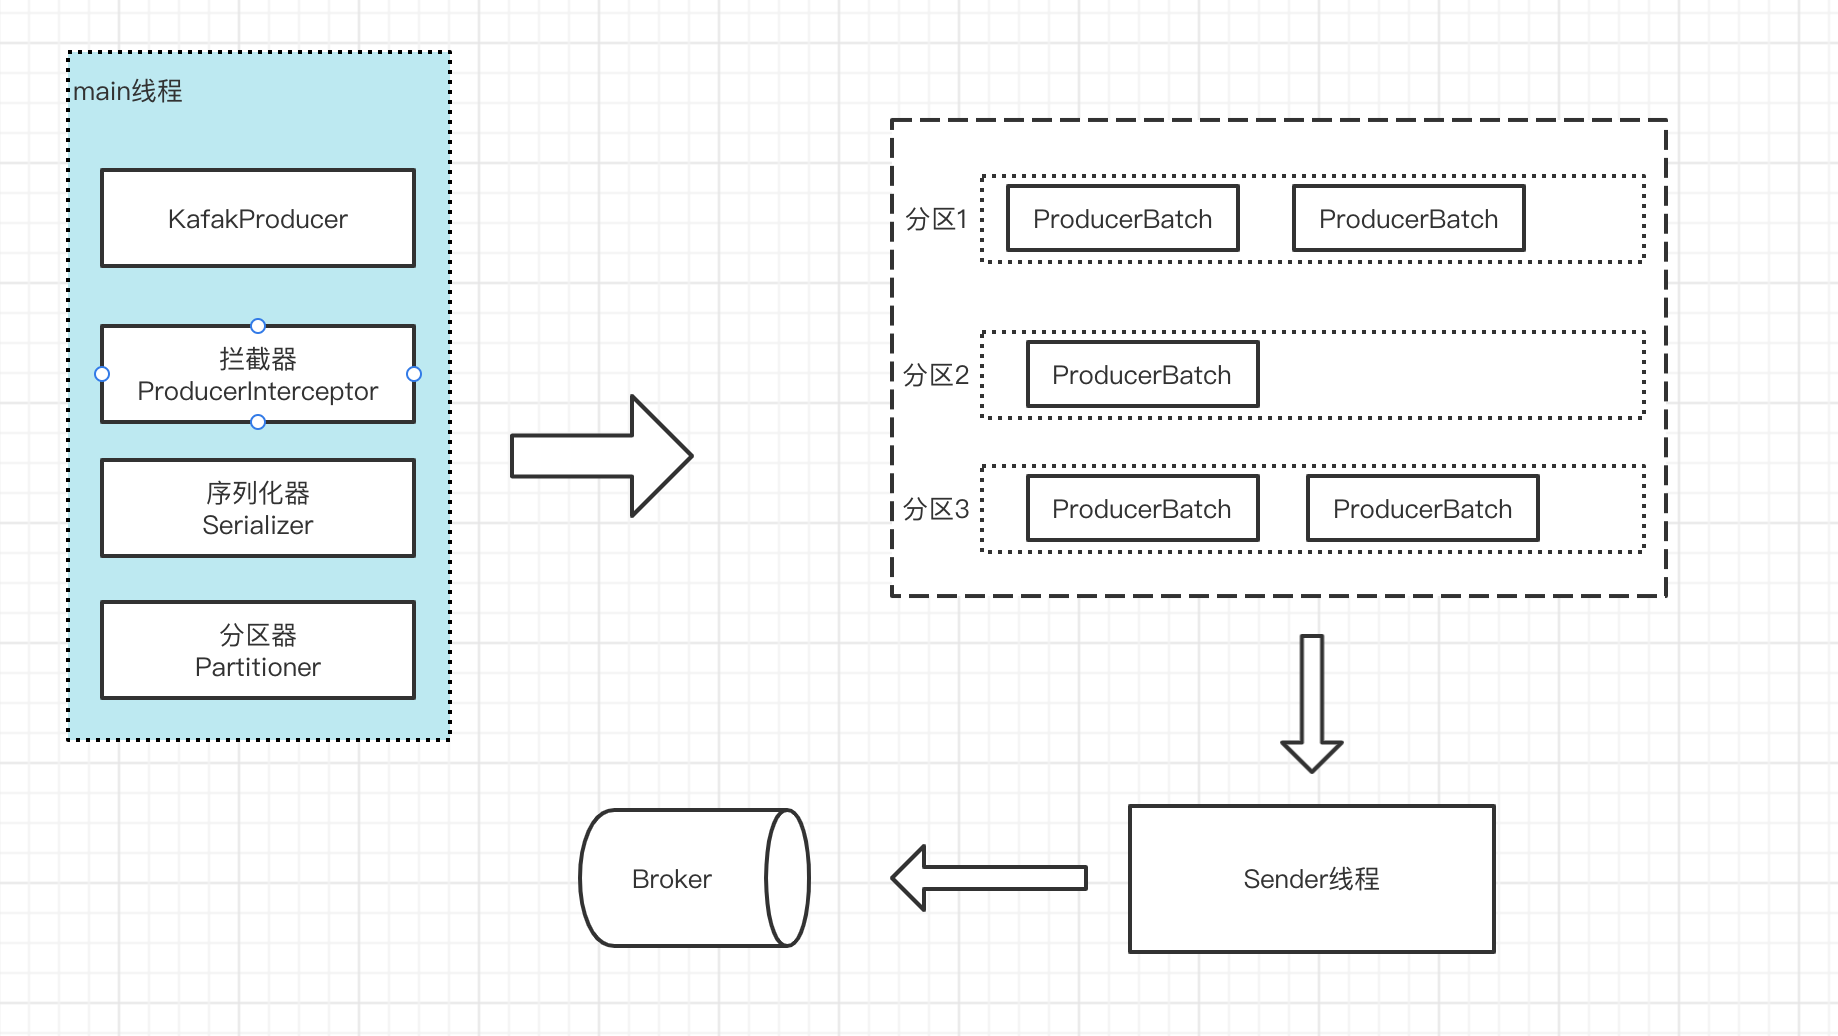 main线程
KafakProducer
拦截器
ProducerInterceptor
序列化器
Serializer
分区器
Partitioner
分区1
ProducerBatch
ProducerBatch
分区2
ProducerBatch
分区3
ProducerBatch
ProducerBatch
Sender线程
Broker